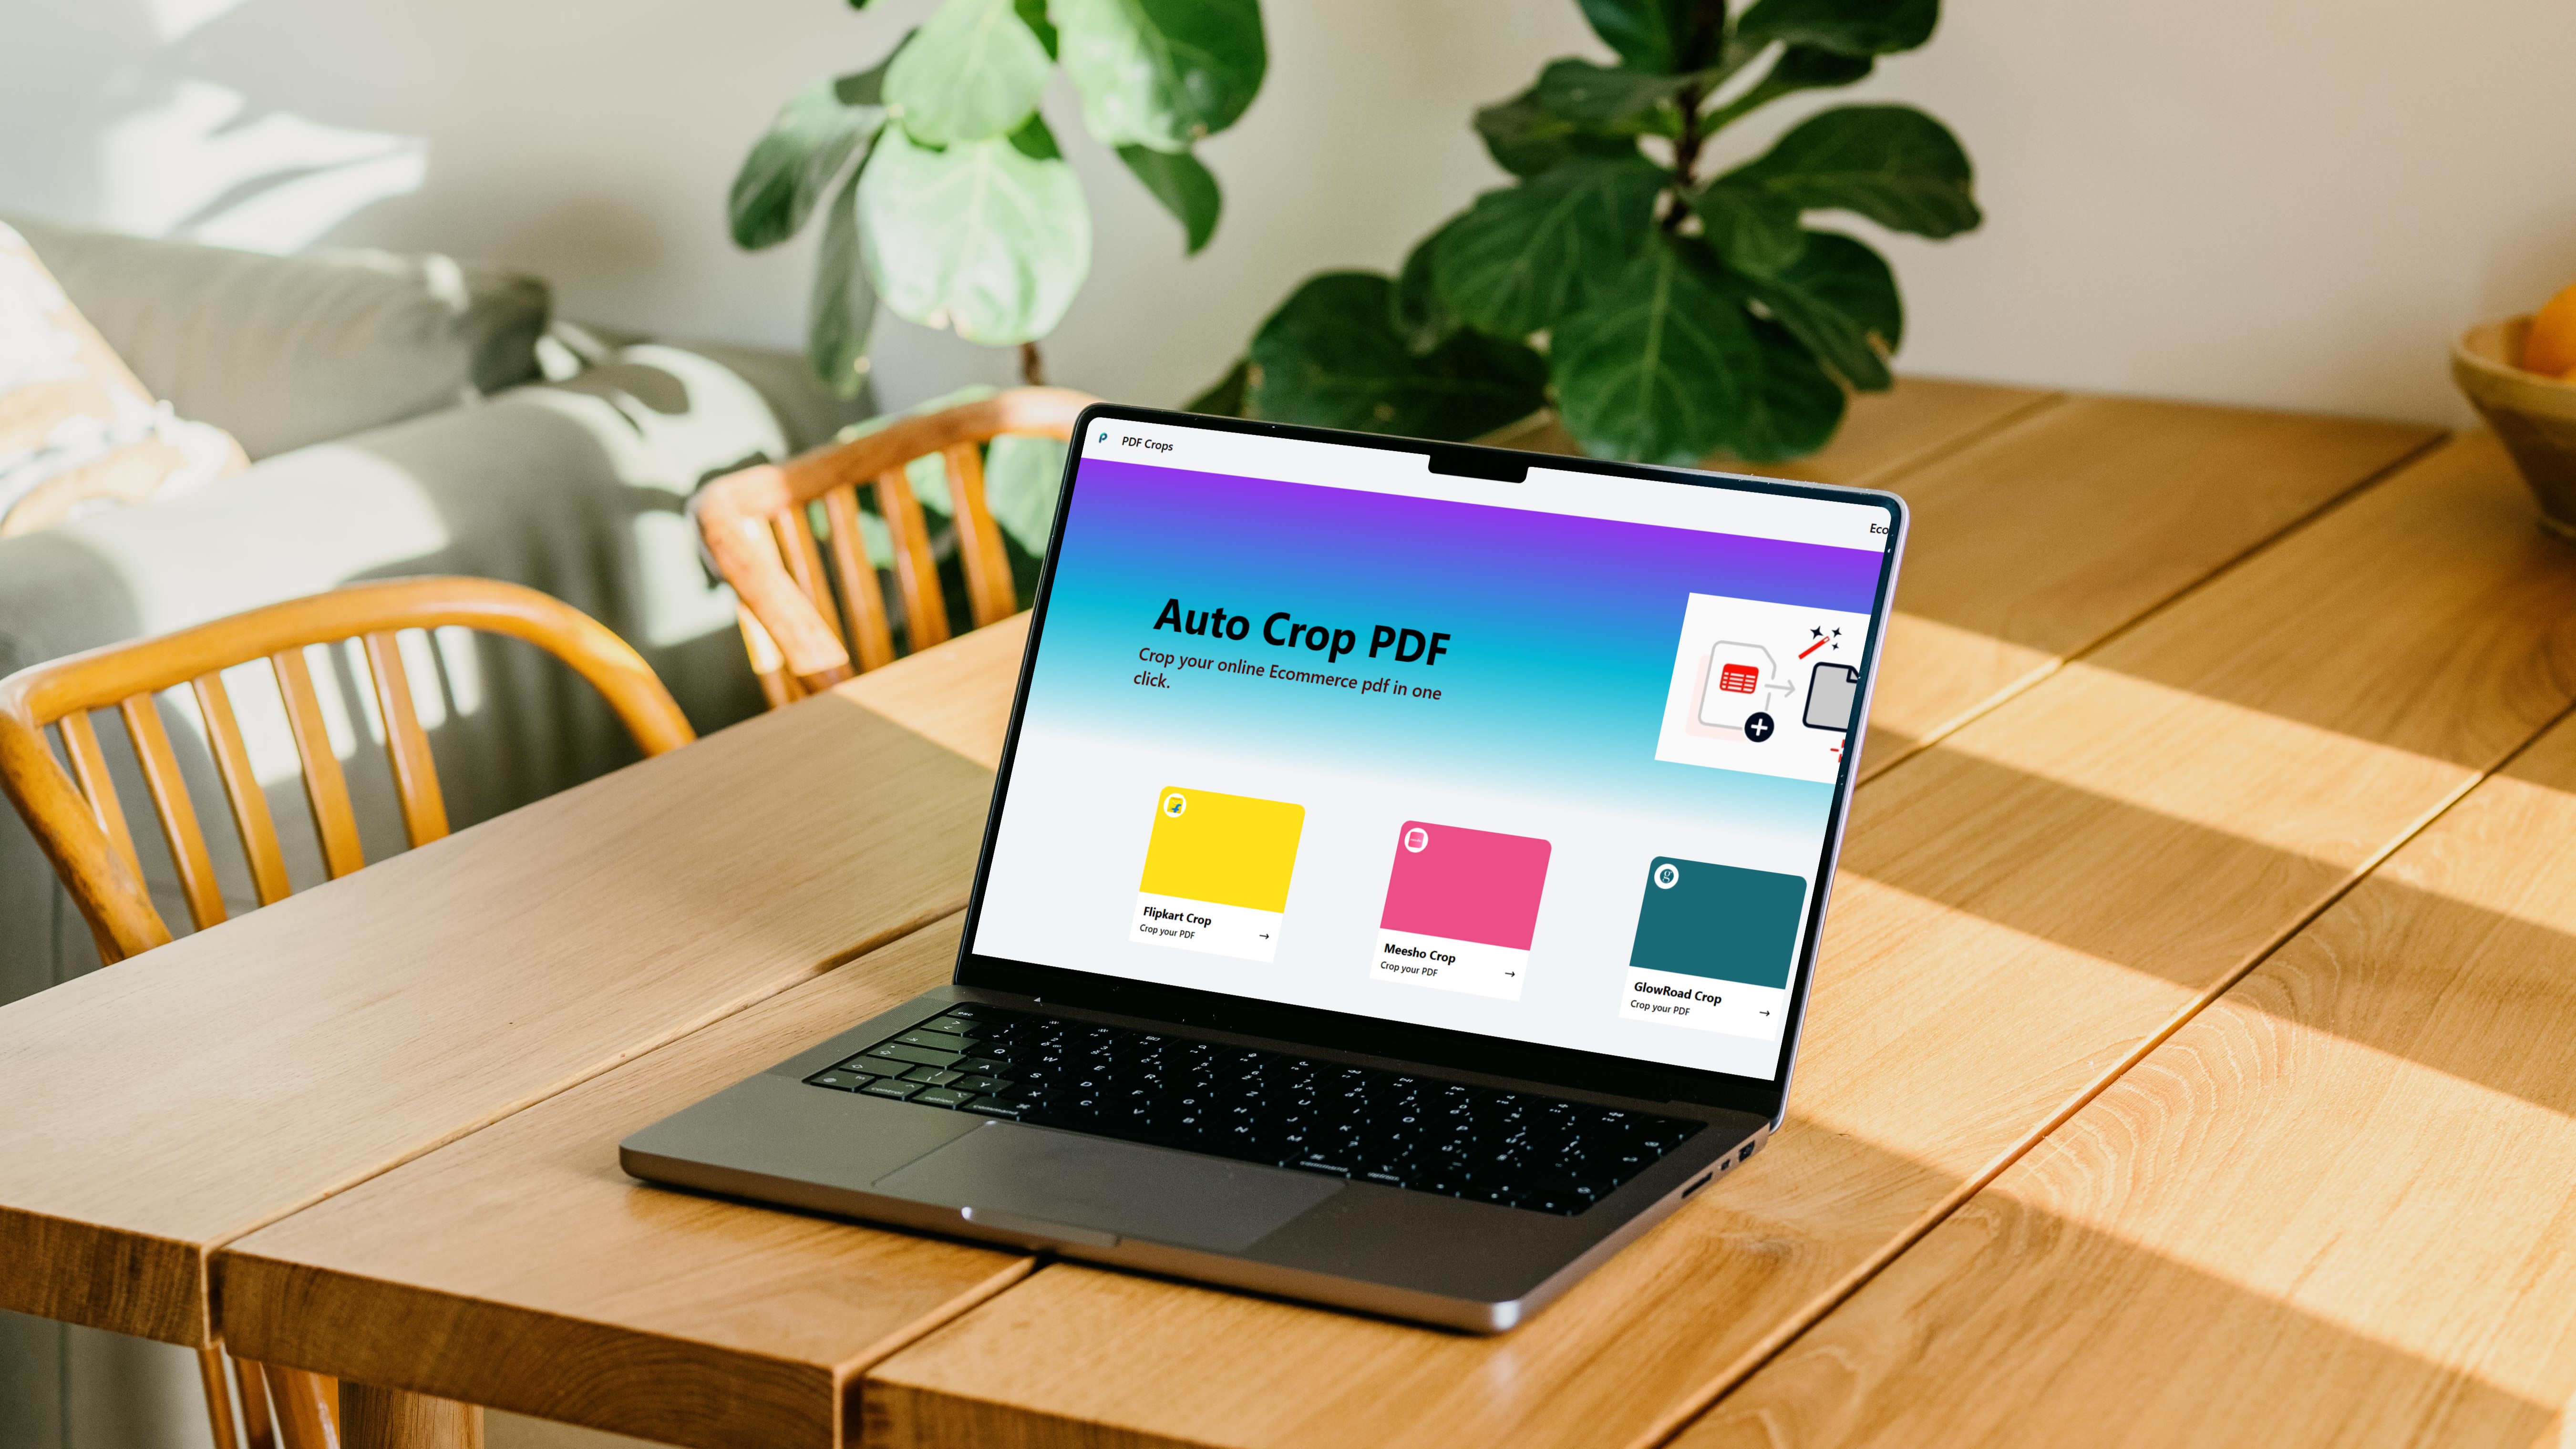 PDF Crops
Eco
Auto Crop PDF
Crop your online Ecommerce pdf in one
click.
Flipkart Crop
Crop your PDF
→
Meesho Crop
Crop your PDF
→
GlowRoad Crop
Crop your PDF
→